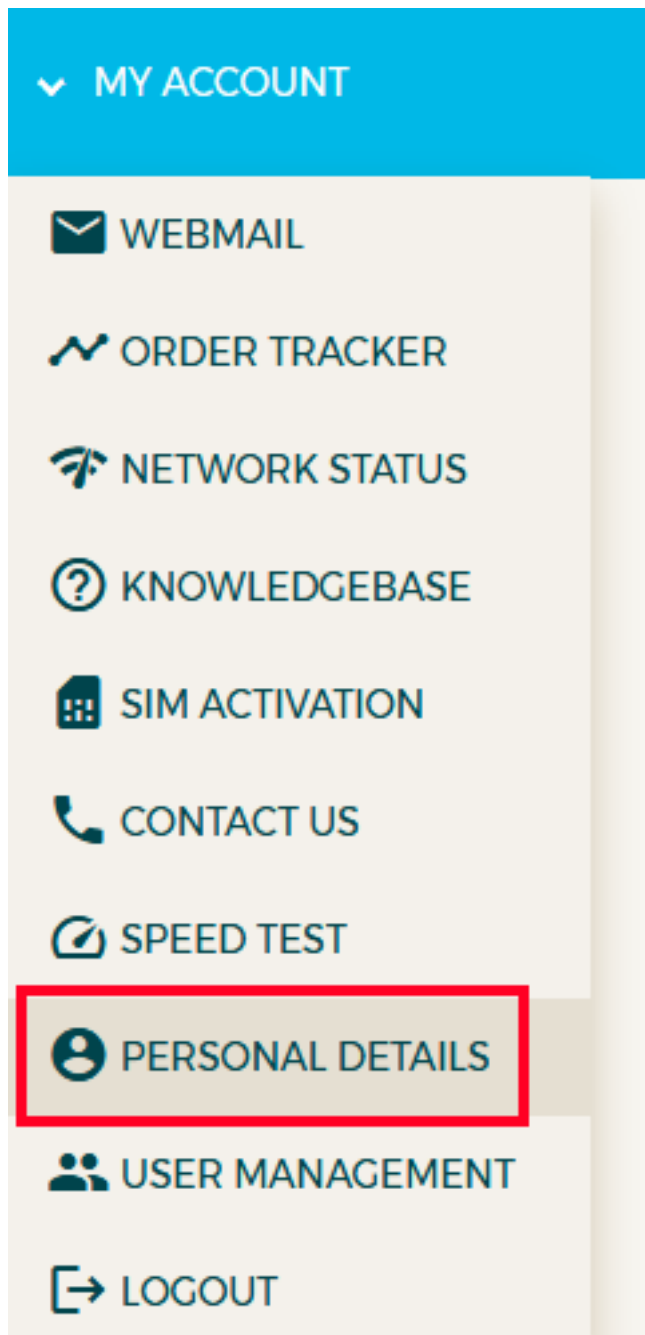 MY ACCOUNT
WEBMAIL
ORDER TRACKER
NETWORK STATUS
KNOWLEDGEBASE
SIM ACTIVATION
CONTACT US
SPEED TEST
PERSONAL DETAILS
USER MANAGEMENT
LOGOUT